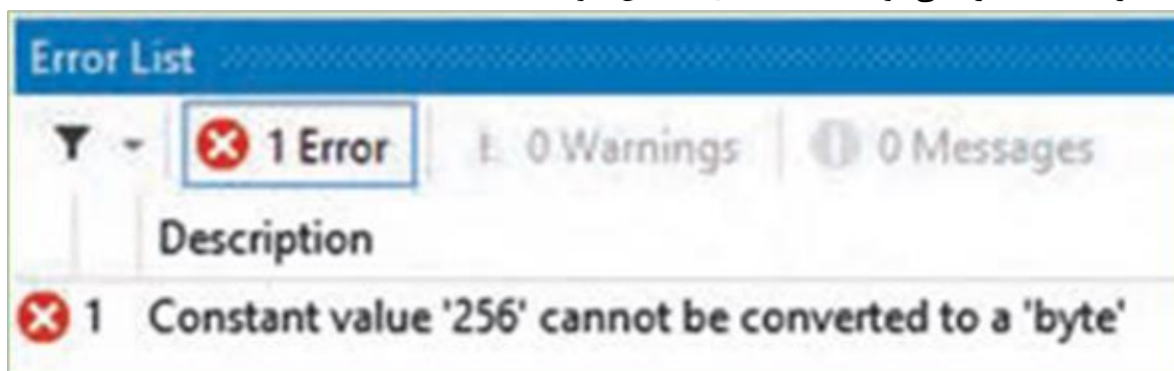 Error List
1 Error 0 Warnings 0 Messages
Description
1 Constant value '256' cannot be converted to a 'byte'